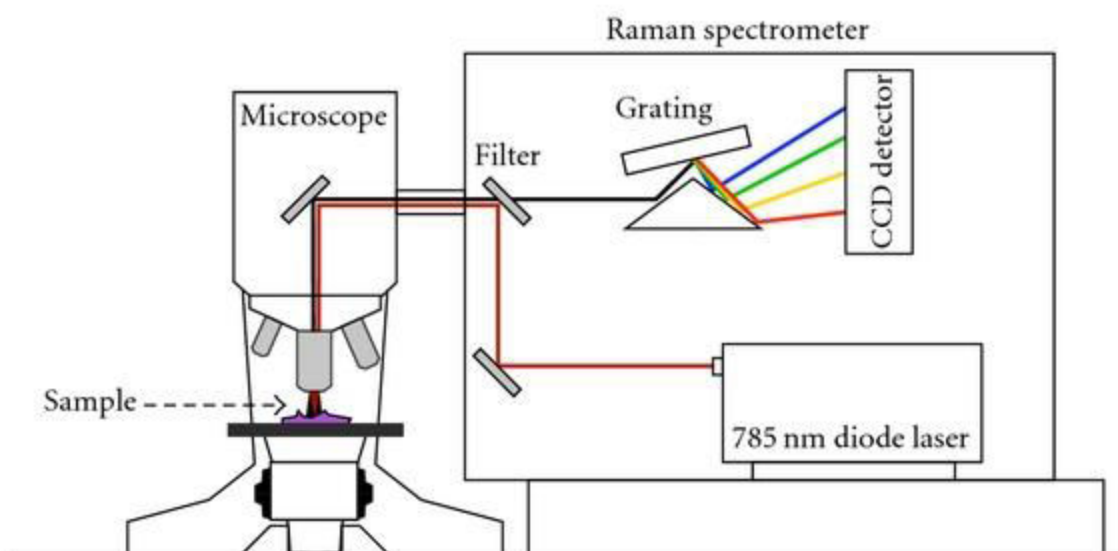 Raman spectrometer
Microscope
Filter
Grating
CCD detector
Sample
785 nm diode laser